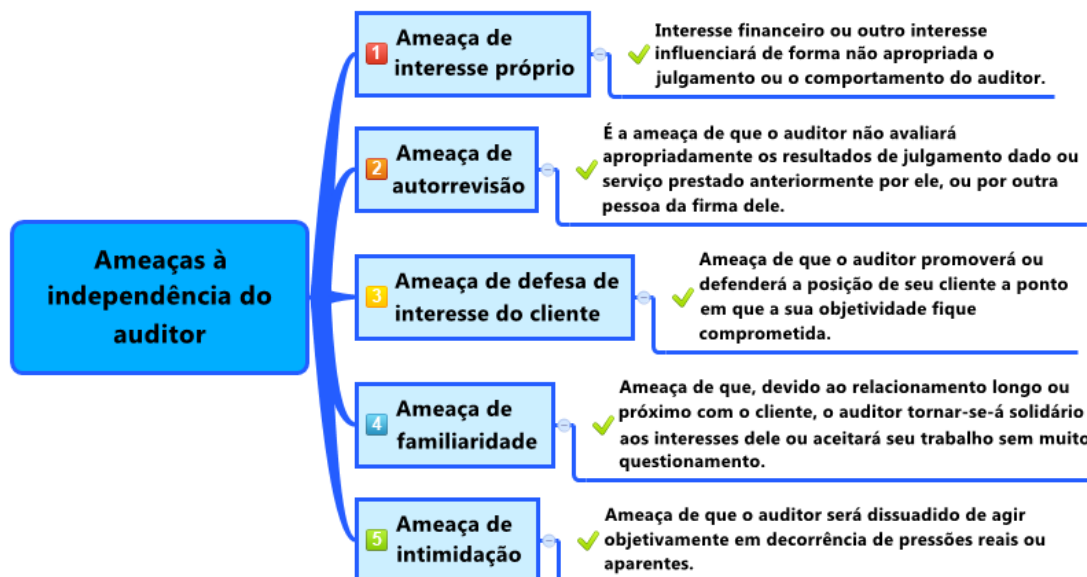 Ameaças à
independência do
auditor
1
Ameaça de
interesse próprio
Interesse financeiro ou outro interesse
influenciará de forma não apropriada o
julgamento ou o comportamento do auditor.
2
Ameaça de
autorrevisão
É a ameaça de que o auditor não avaliará
apropriadamente os resultados de julgamento dado ou
serviço prestado anteriormente por ele, ou por outra
pessoa da firma dele.
3
Ameaça de defesa de
interesse do cliente
Ameaça de que o auditor promoverá ou
defenderá a posição de seu cliente a ponto
em que a sua objetividade fique
comprometida.
4
Ameaça de
familiaridade
Ameaça de que, devido ao relacionamento longo ou
próximo com o cliente, o auditor tornar-se-á solidário
aos interesses dele ou aceitará seu trabalho sem muito
questionamento.
5
Ameaça de
intimidação
Ameaça de que o auditor será dissuadido de agir
objetivamente em decorrência de pressões reais ou
aparentes.